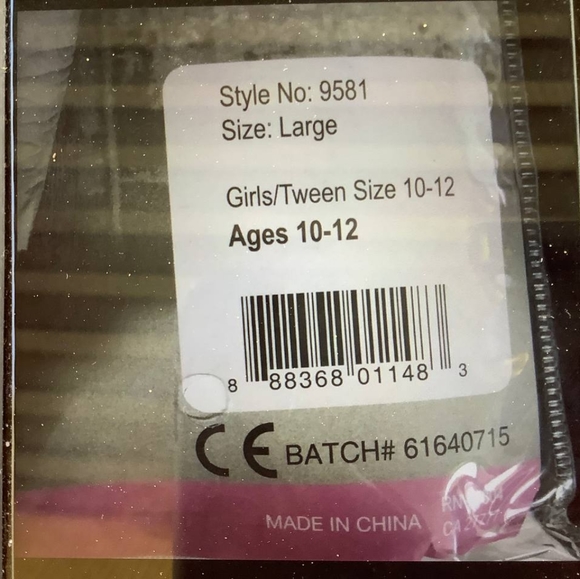 Style No: 9581
Size: Large
Girls/Tween Size 10-12
Ages 10-12
8 88368 01148 3
CE BATCH# 61640715
MADE IN CHINA